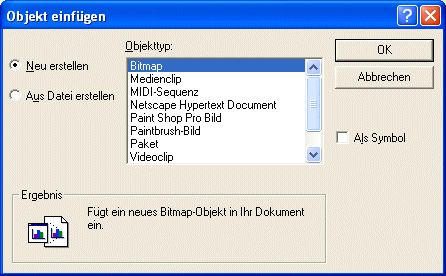 Objekt einfügen
Objekttyp:
Neu erstellen
Aus Datei erstellen
Bitmap
Medienclip
MIDI-Sequenz
Netscape Hypertext Document
Paint Shop Pro Bild
Paintbrush-Bild
Paket
Videoclip
OK
Abbrechen
Als Symbol
Ergebnis
Fügt ein neues Bitmap-Objekt in Ihr Dokument
ein.